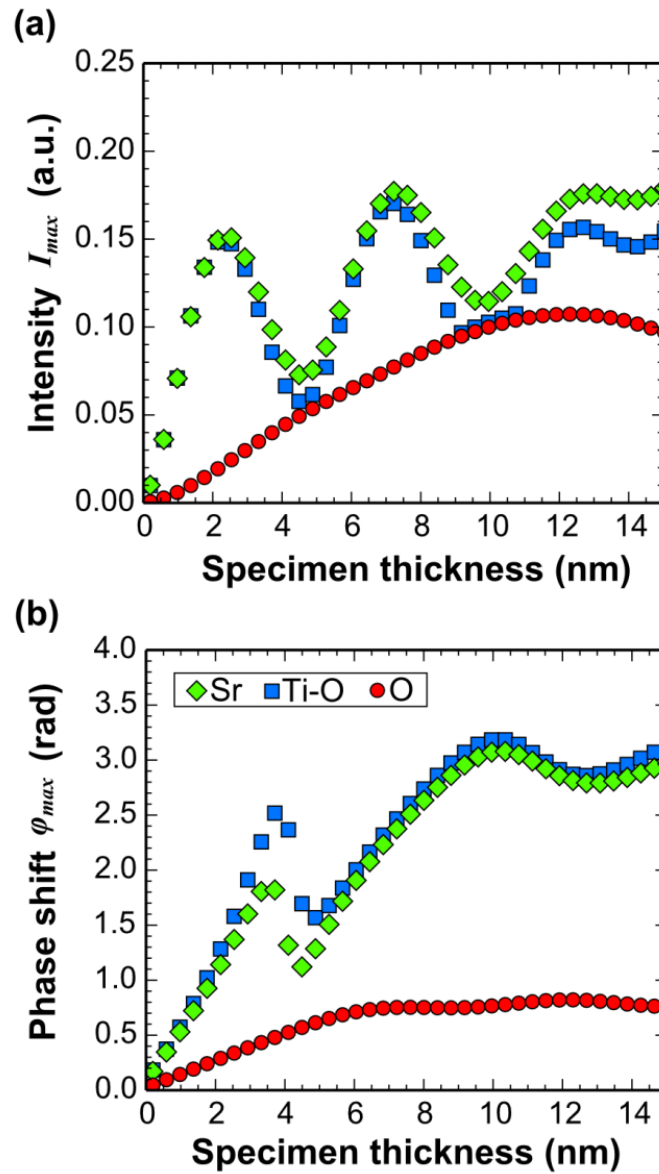 (a)
Intensity I_max (a.u.)
0.25
0.20
0.15
0.10
0.05
0.00
0 2 4 6 8 10 12 14
Specimen thickness (nm)
(b)
Phase shift φ_max (rad)
4.0
3.5
3.0
2.5
2.0
1.5
1.0
0.5
0.0
Sr Ti-O O
0 2 4 6 8 10 12 14
Specimen thickness (nm)